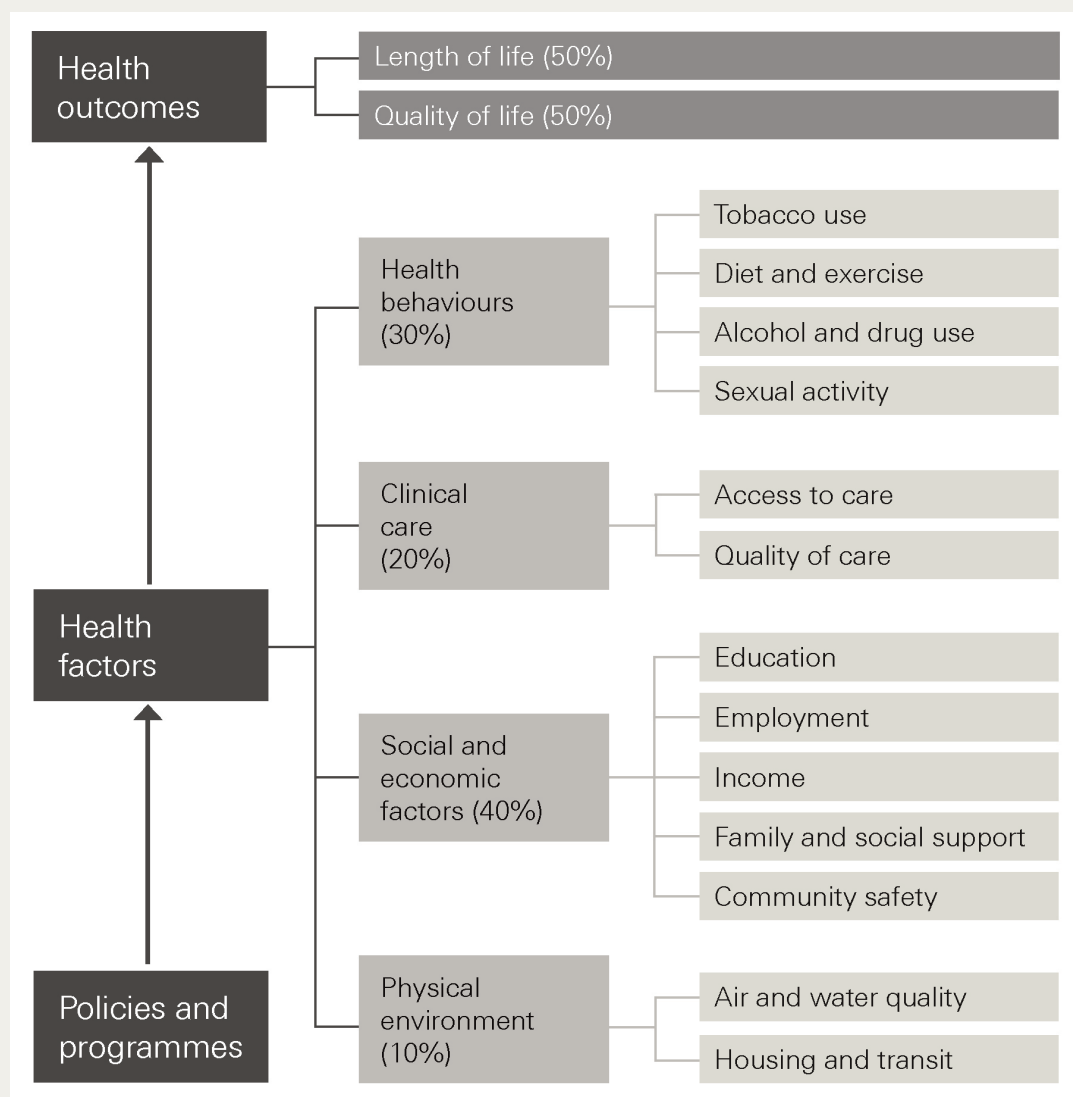 Health
outcomes
Length of life (50%)
Quality of life (50%)
Health
behaviours
(30%)
Tobacco use
Diet and exercise
Alcohol and drug use
Sexual activity
Clinical
care
(20%)
Access to care
Quality of care
Health
factors
Social and
economic
factors (40%)
Education
Employment
Income
Family and social support
Community safety
Policies and
programmes
Physical
environment
(10%)
Air and water quality
Housing and transit